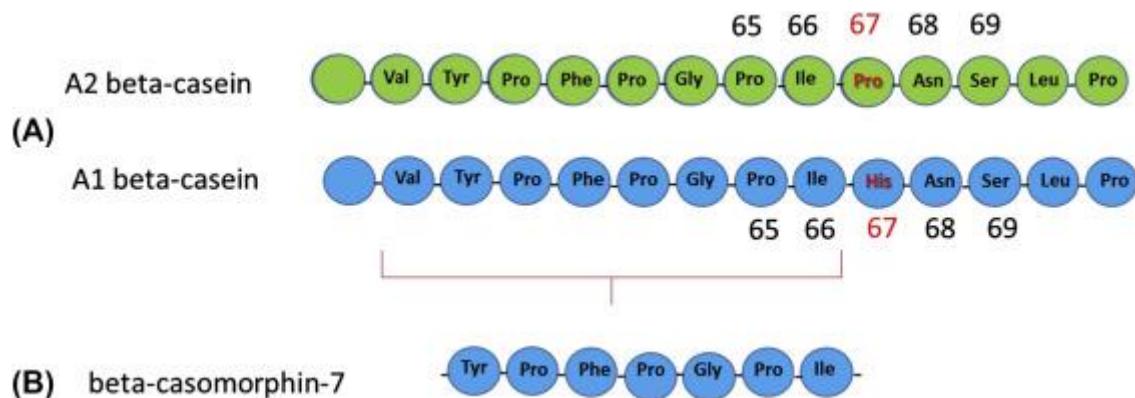 65 66 67 68 69
A2 beta-casein Val Tyr Pro Phe Pro Gly Pro Ile Pro Asn Ser Leu Pro
(A)
A1 beta-casein Val Tyr Pro Phe Pro Gly Pro Ile His Asn Ser Leu Pro
65 66 67 68 69
(B) beta-casomorphin-7 Tyr Pro Phe Pro Gly Pro Ile